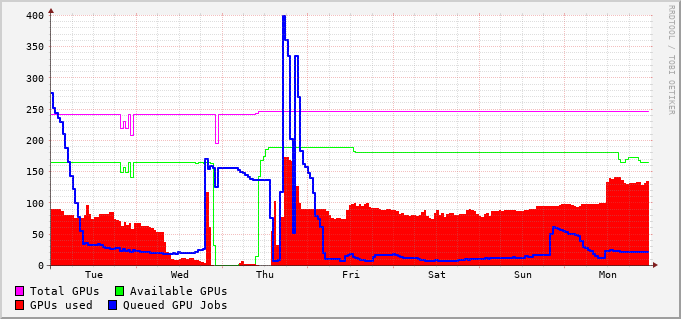 400
350
300
250
200
150
100
50
0
Tue Wed Thu Fri Sat Sun Mon
Total GPUs Available GPUs
GPUs used Queued GPU Jobs
RRDTOOL / TOBI OETIKER